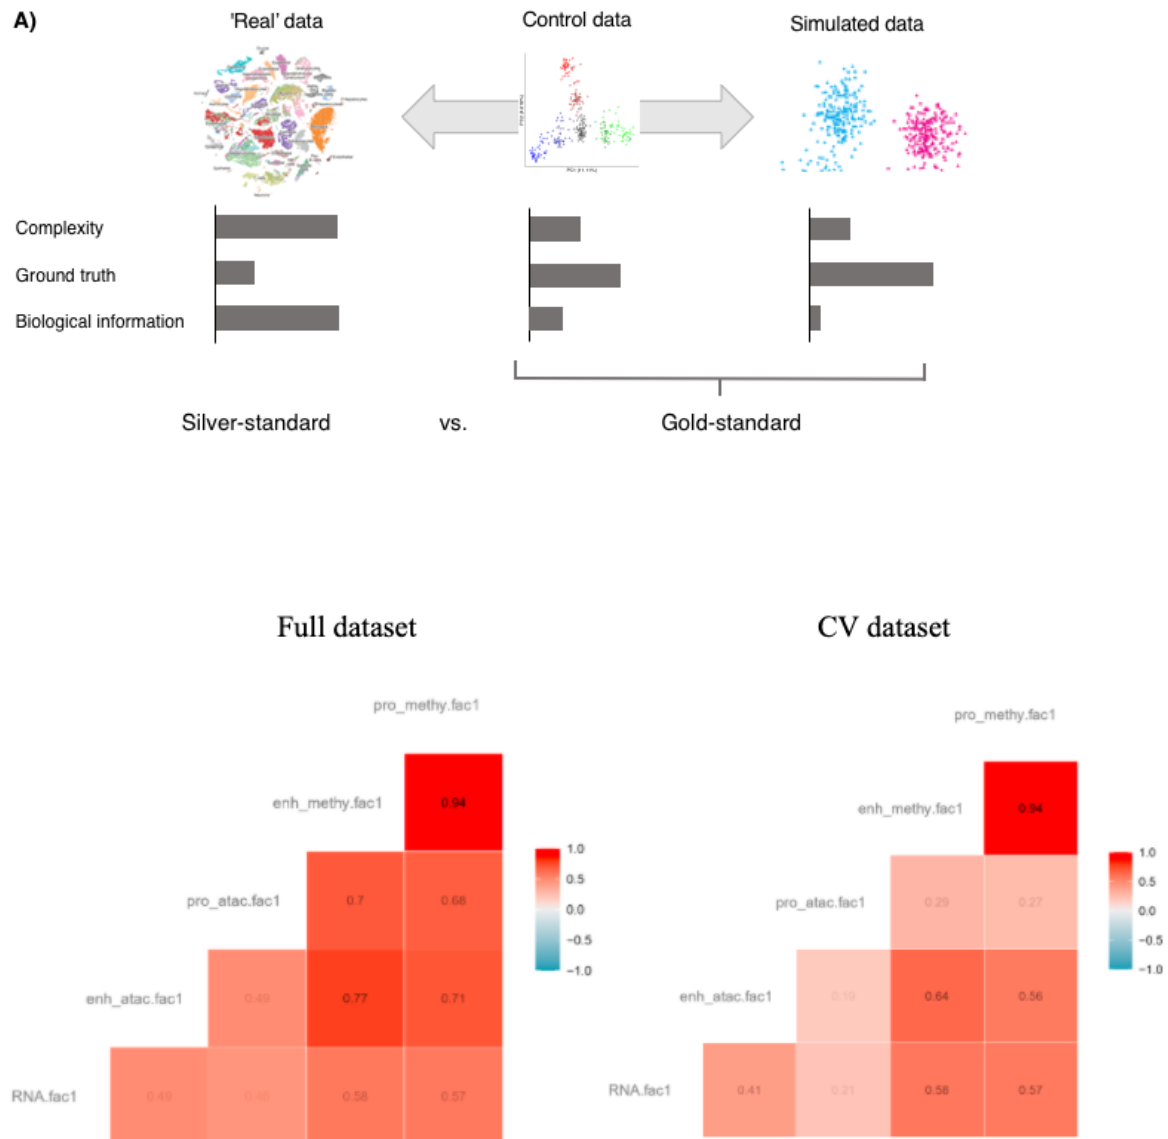 A)
'Real' data
Control data
Simulated data
Complexity
Ground truth
Biological information
Silver-standard
vs.
Gold-standard
Full dataset
CV dataset
pro_methy.fac1
enh_methy.fac1
0.94
pro_atac.fac1
0.7
0.68
enh_atac.fac1
0.49
0.77
0.71
RNA.fac1
0.49
0.46
0.58
0.57
1.0
0.5
0.0
−0.5
−1.0
pro_methy.fac1
enh_methy.fac1
0.94
pro_atac.fac1
0.29
0.27
enh_atac.fac1
0.19
0.64
0.56
RNA.fac1
0.41
0.21
0.58
0.57
1.0
0.5
0.0
−0.5
−1.0